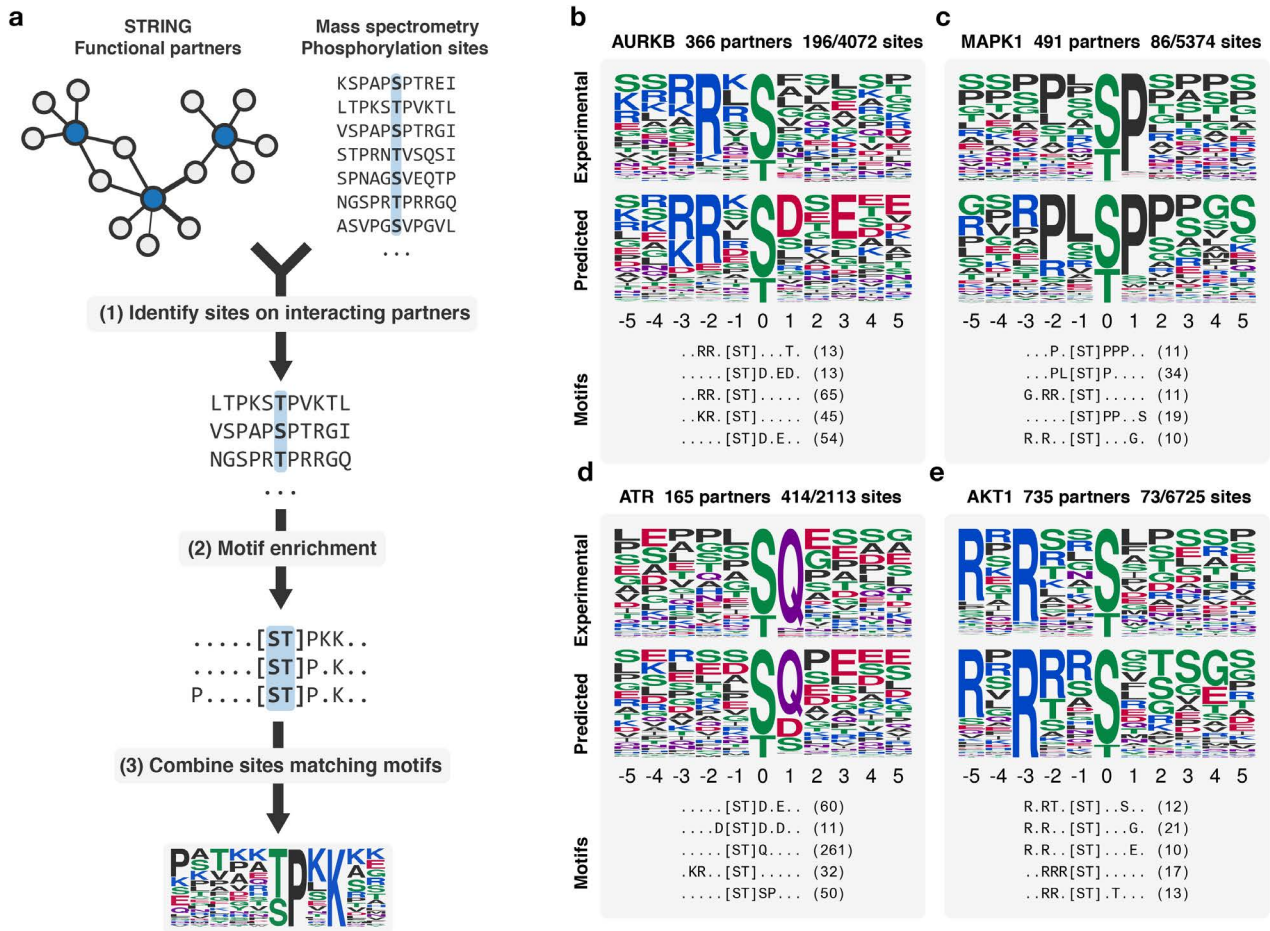 a
STRING
Functional partners
Mass spectrometry
Phosphorylation sites
KSPAPSPTREI
LTPKSTPVKTL
VSPAPSPTRGI
STPRNTVSQSI
SPNAGSVEQTP
NGSPRTPRRGQ
ASVPGSVPGVL
...
(1) Identify sites on interacting partners
LTPKSTPVKTL
VSPAPSPTRGI
NGSPRTPRRGQ
...
(2) Motif enrichment
.....[ST]PKK..
.....[ST]P.K..
P....[ST]P.K..
(3) Combine sites matching motifs
b
AURKB 366 partners 196/4072 sites
Experimental
Predicted
-5 -4 -3 -2 -1 0 1 2 3 4 5
Motifs
..RR.[ST]...T. (13)
.....[ST]D.ED. (13)
..RR.[ST]..... (65)
..KR.[ST]..... (45)
.....[ST]D.E.. (54)
c
MAPK1 491 partners 86/5374 sites
-5 -4 -3 -2 -1 0 1 2 3 4 5
...P.[ST]PPP.. (11)
...PL[ST]P.... (34)
G.RR.[ST]..... (11)
.....[ST]PP..S (19)
R.R..[ST]...G. (10)
d
ATR 165 partners 414/2113 sites
Experimental
Predicted
-5 -4 -3 -2 -1 0 1 2 3 4 5
Motifs
.....[ST]D.E.. (60)
....D[ST]D.D.. (11)
.....[ST]Q.... (261)
.KR..[ST]..... (32)
.....[ST]SP... (50)
e
AKT1 735 partners 73/6725 sites
-5 -4 -3 -2 -1 0 1 2 3 4 5
R.RT.[ST]..S.. (12)
R.R..[ST]...G. (21)
R.R..[ST]...E. (10)
..RRR[ST]..... (17)
..RR.[ST].T... (13)